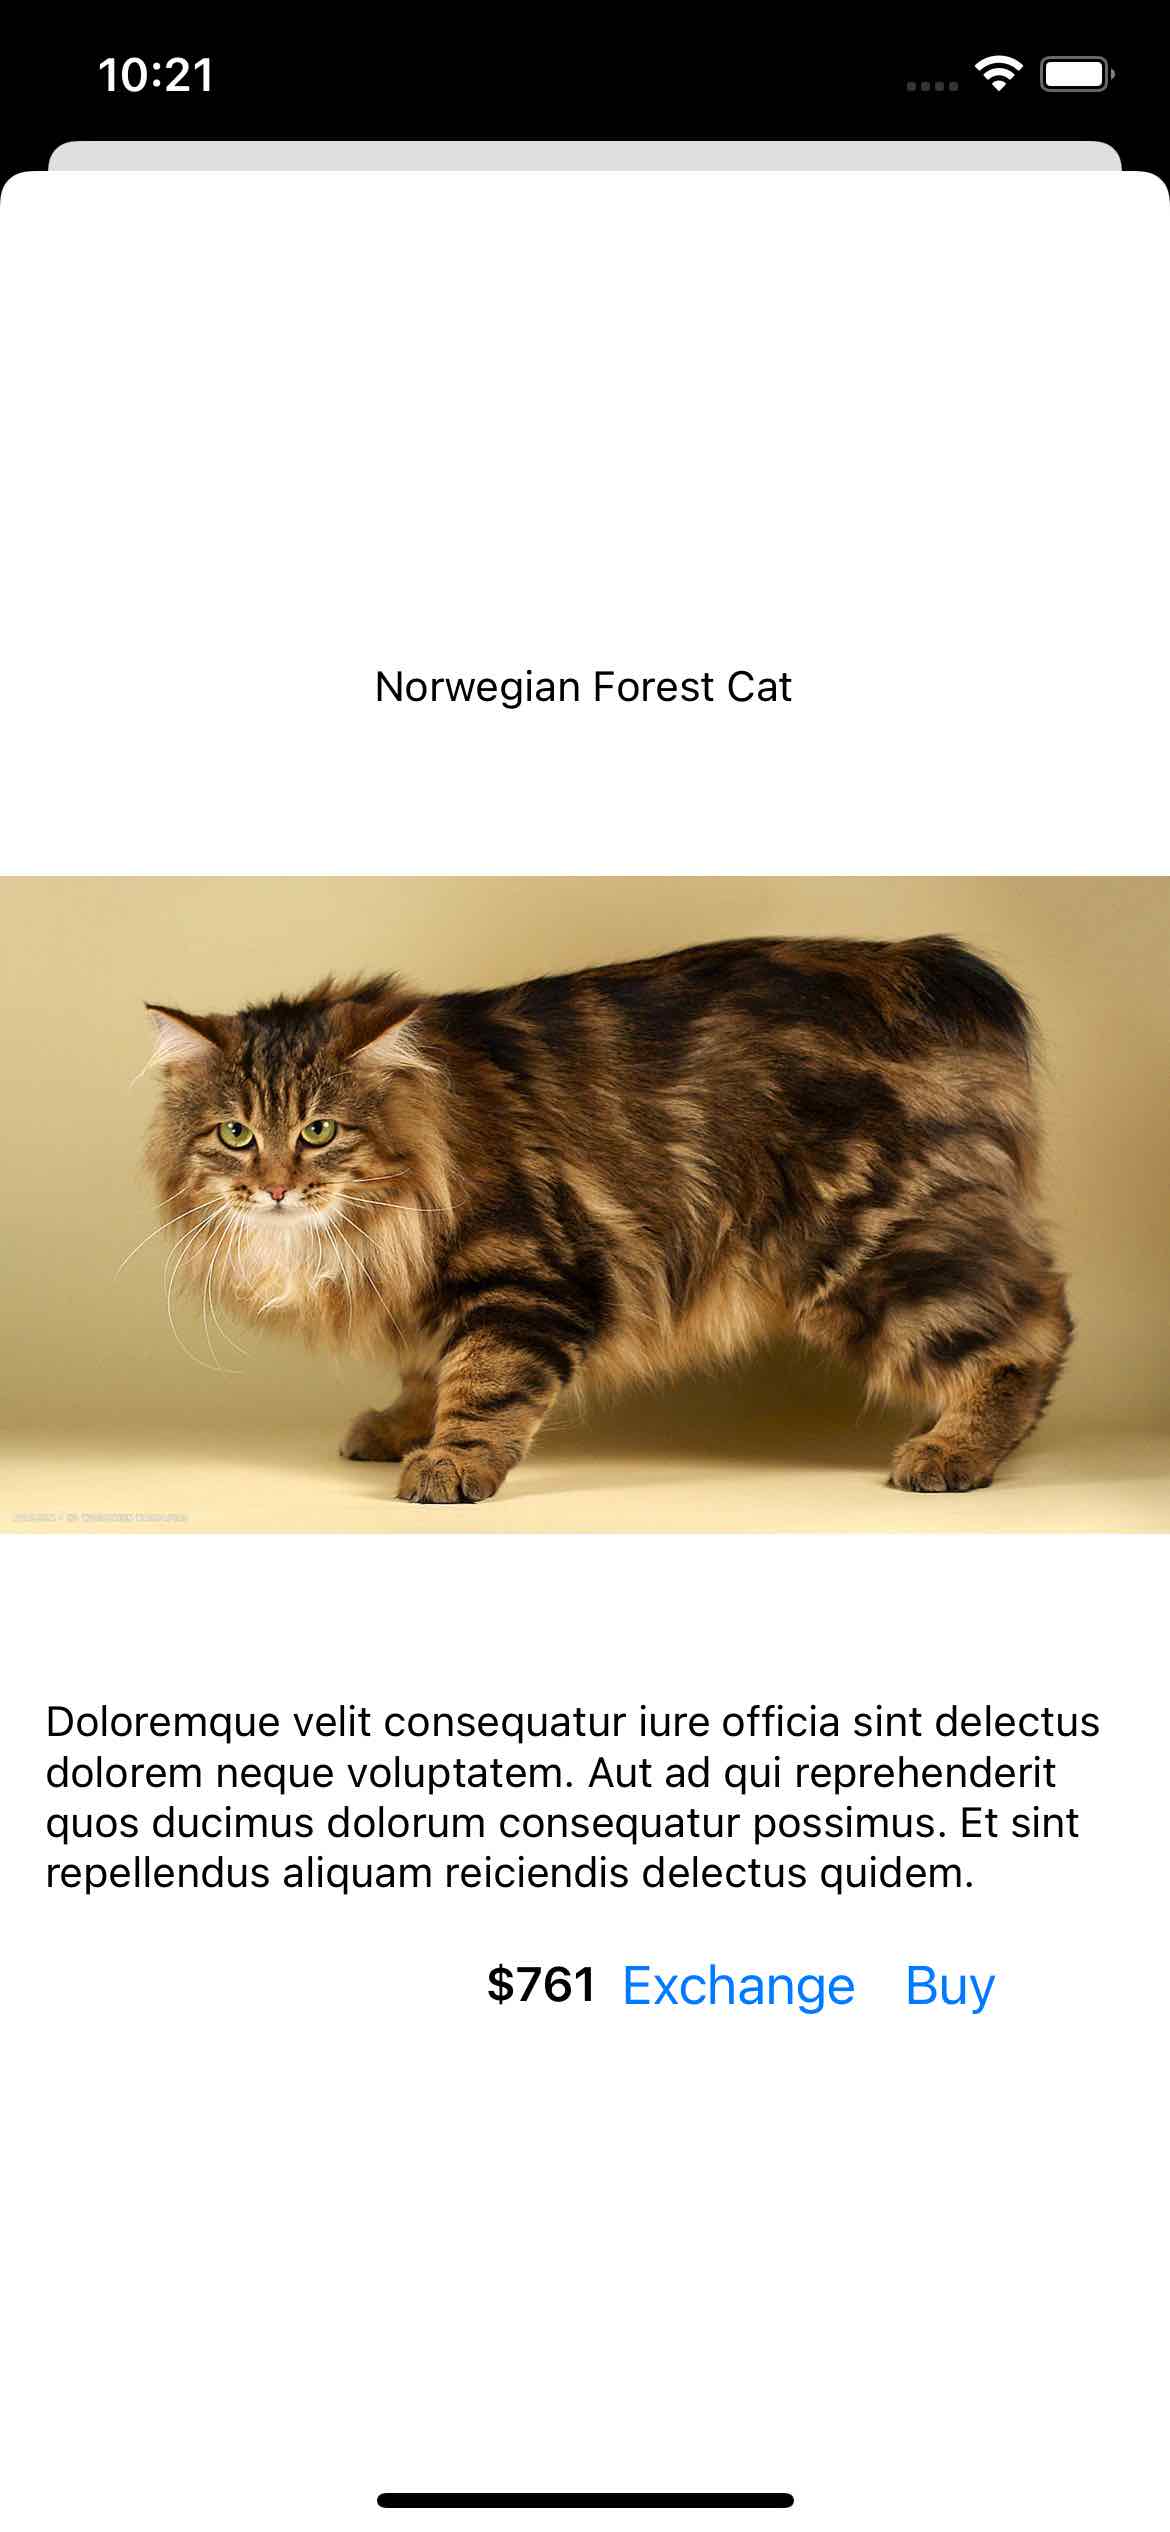 10:21
Norwegian Forest Cat
Doloremque velit consequatur iure officia sint delectus
dolorem neque voluptatem. Aut ad qui reprehenderit
quos ducimus dolorum consequatur possimus. Et sint
repellendus aliquam reiciendis delectus quidem.
$761 Exchange Buy